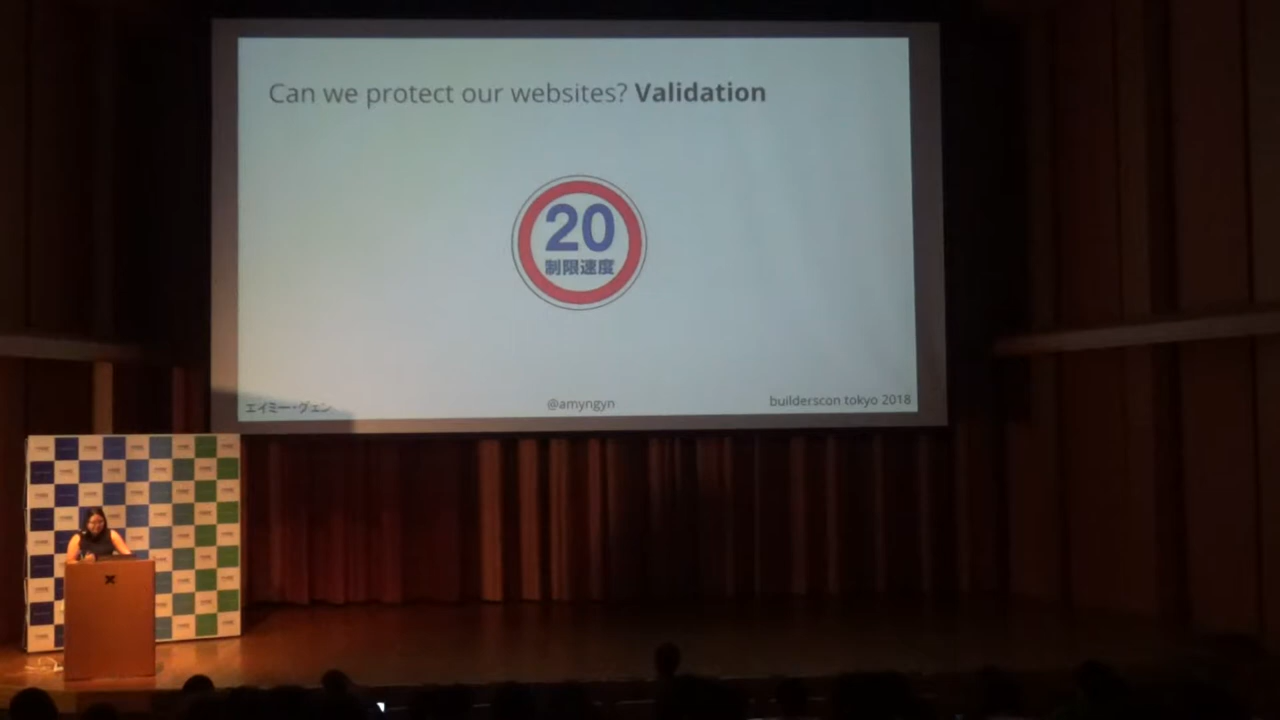 Can we protect our websites? Validation
20
制限速度
エイミー・グェン
@amyngyn
builderscon tokyo 2018